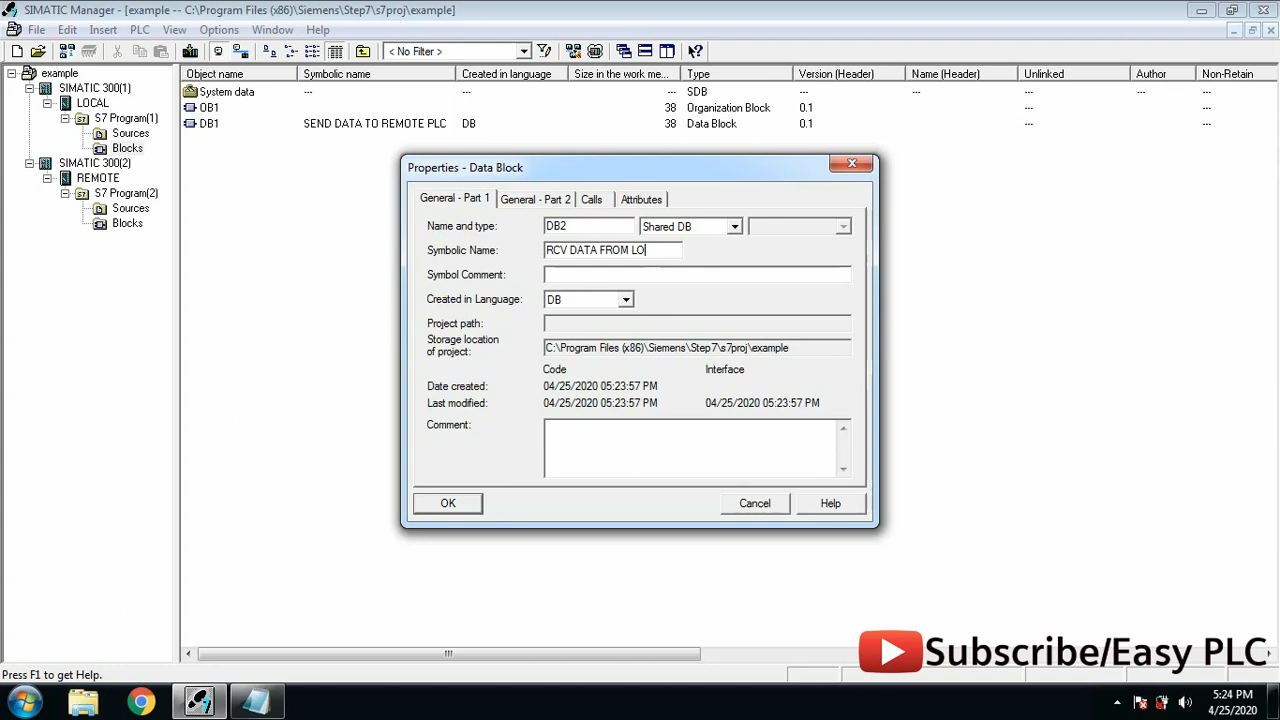 SIMATIC Manager - [example -- C:\Program Files (x86)\Siemens\Step7\s7proj\example]
File Edit Insert PLC View Options Window Help
< No Filter >
example
SIMATIC 300(1)
LOCAL
S7 Program(1)
Sources
Blocks
SIMATIC 300(2)
REMOTE
S7 Program(2)
Sources
Blocks
Object name Symbolic name Created in language Size in the work me... Type Version (Header) Name (Header) Unlinked Author Non-Retain
System data --- --- --- SDB --- --- --- --- ---
OB1 38 Organization Block 0.1 --- ---
DB1 SEND DATA TO REMOTE PLC DB 38 Data Block 0.1 --- ---
Properties - Data Block
General - Part 1 General - Part 2 Calls Attributes
Name and type: DB2 Shared DB
Symbolic Name: RCV DATA FROM LO
Symbol Comment:
Created in Language: DB
Project path:
Storage location
of project: C:\Program Files (x86)\Siemens\Step7\s7proj\example
Code Interface
Date created: 04/25/2020 05:23:57 PM
Last modified: 04/25/2020 05:23:57 PM 04/25/2020 05:23:57 PM
Comment:
OK Cancel Help
Subscribe/Easy PLC
Press F1 to get Help.
5:24 PM
4/25/2020